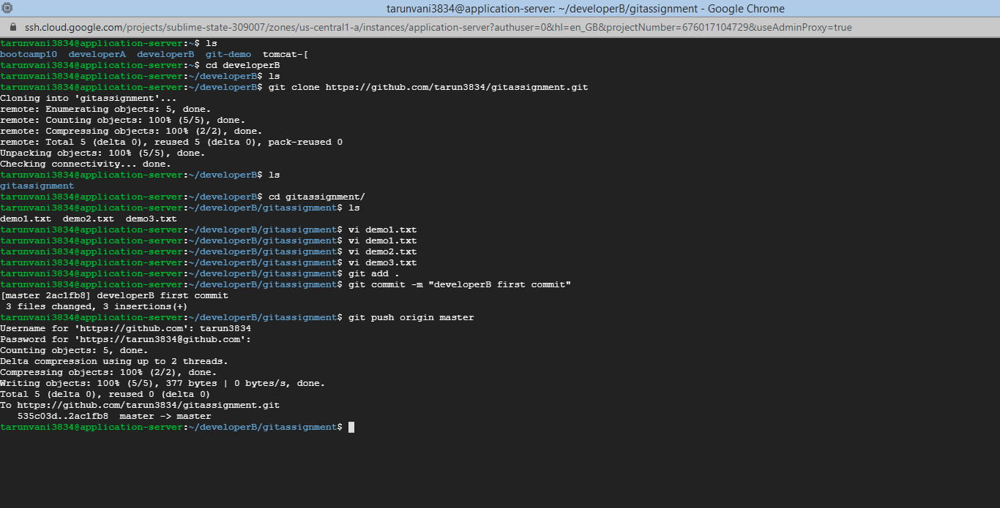 tarunvani3834@application-server: ~/developerB/gitassignment - Google Chrome
ssh.cloud.google.com/projects/sublime-state-309007/zones/us-central1-a/instances/application-server?authuser=0&hl=en_GB&projectNumber=676017104729&useAdminProxy=true
tarunvani3834@application-server:~$ ls
bootcamp10  developerA  developerB  git-demo  tomcat-[
tarunvani3834@application-server:~$ cd developerB
tarunvani3834@application-server:~/developerB$ ls
tarunvani3834@application-server:~/developerB$ git clone https://github.com/tarun3834/gitassignment.git
Cloning into 'gitassignment'...
remote: Enumerating objects: 5, done.
remote: Counting objects: 100% (5/5), done.
remote: Compressing objects: 100% (2/2), done.
remote: Total 5 (delta 0), reused 5 (delta 0), pack-reused 0
Unpacking objects: 100% (5/5), done.
Checking connectivity... done.
tarunvani3834@application-server:~/developerB$ ls
gitassignment
tarunvani3834@application-server:~/developerB$ cd gitassignment/
tarunvani3834@application-server:~/developerB/gitassignment$ ls
demo1.txt  demo2.txt  demo3.txt
tarunvani3834@application-server:~/developerB/gitassignment$ vi demo1.txt
tarunvani3834@application-server:~/developerB/gitassignment$ vi demo1.txt
tarunvani3834@application-server:~/developerB/gitassignment$ vi demo2.txt
tarunvani3834@application-server:~/developerB/gitassignment$ vi demo3.txt
tarunvani3834@application-server:~/developerB/gitassignment$ git add .
tarunvani3834@application-server:~/developerB/gitassignment$ git commit -m "developerB first commit"
[master 2ac1fb8] developerB first commit
 3 files changed, 3 insertions(+)
tarunvani3834@application-server:~/developerB/gitassignment$ git push origin master
Username for 'https://github.com': tarun3834
Password for 'https://tarun3834@github.com':
Counting objects: 5, done.
Delta compression using up to 2 threads.
Compressing objects: 100% (2/2), done.
Writing objects: 100% (5/5), 377 bytes | 0 bytes/s, done.
Total 5 (delta 0), reused 0 (delta 0)
To https://github.com/tarun3834/gitassignment.git
   535c03d..2ac1fb8  master -> master
tarunvani3834@application-server:~/developerB/gitassignment$